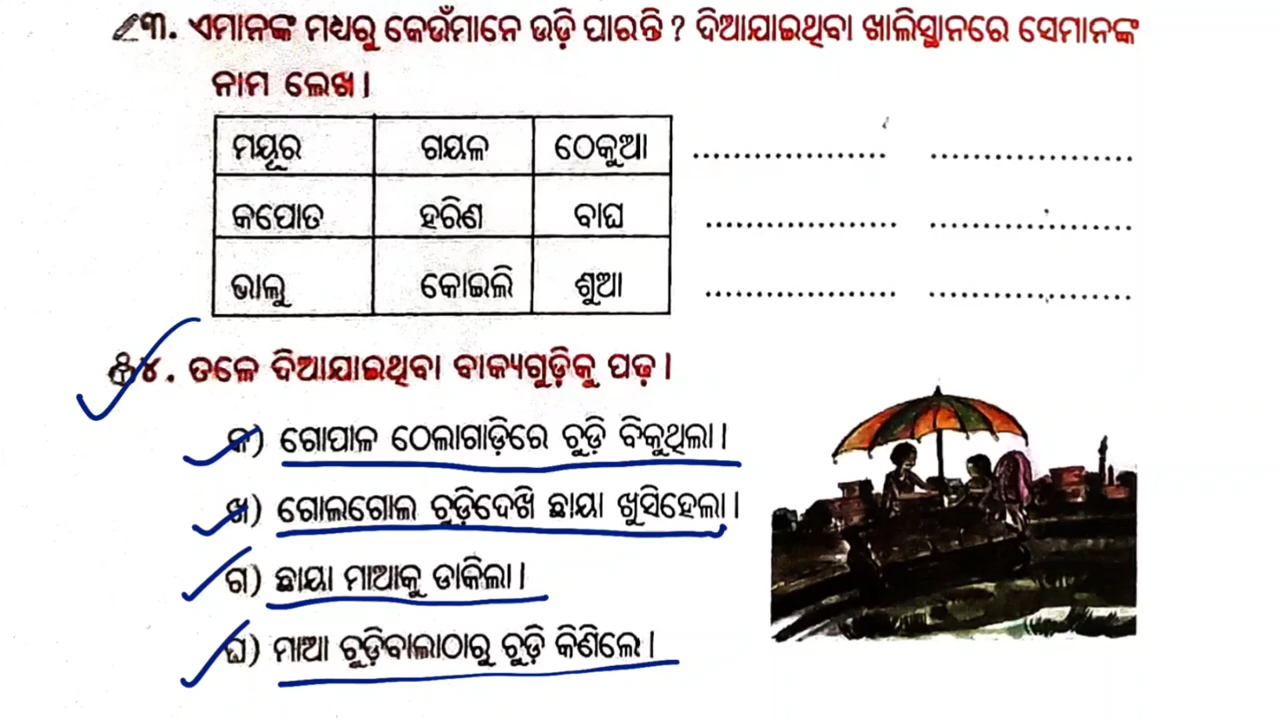 ୩. ଏମାନଙ୍କ ମଧ୍ୟରୁ କେଉଁମାନେ ଉଡ଼ି ପାରନ୍ତି ? ଦିଆଯାଇଥିବା ଖାଲିସ୍ଥାନରେ ସେମାନଙ୍କ
ନାମ ଲେଖ ।
ମୟୂର ଗୟଳ ଠେକୁଆ .................... ....................
କପୋତ ହରିଣ ବାଘ .................... ....................
ଭାଲୁ କୋଇଲି ଶୁଆ .................... ....................
୪. ତଳେ ଦିଆଯାଇଥିବା ବାକ୍ୟଗୁଡ଼ିକୁ ପଢ଼ ।
କ) ଗୋପାଳ ଠେଲାଗାଡ଼ିରେ ଚୁଡ଼ି ବିକୁଥିଲା ।
ଖ) ଗୋଲଗୋଲ ଚୁଡ଼ିଦେଖି ଛାୟା ଖୁସିହେଲା ।
ଗ) ଛାୟା ମାଆକୁ ଡାକିଲା ।
ଘ) ମାଆ ଚୁଡ଼ିବାଲାଠାରୁ ଚୁଡ଼ି କିଣିଲେ ।